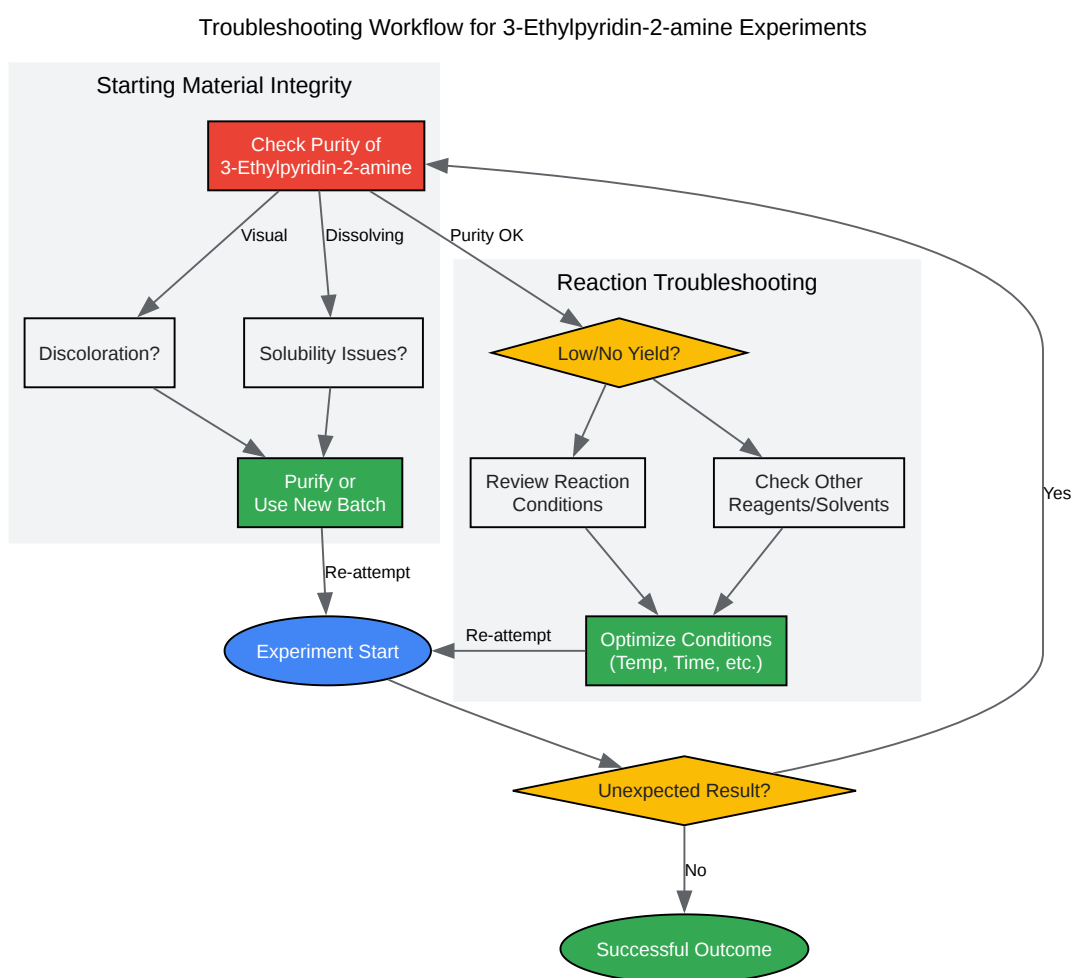 Troubleshooting Workflow for 3-Ethylpyridin-2-amine Experiments
Starting Material Integrity
Check Purity of
3-Ethylpyridin-2-amine
Visual
Dissolving
Purity OK
Reaction Troubleshooting
Discoloration?
Solubility Issues?
Low/No Yield?
Purify or
Use New Batch
Review Reaction
Conditions
Check Other
Reagents/Solvents
Yes
Re-attempt
Experiment Start
Re-attempt
Optimize Conditions
(Temp, Time, etc.)
Unexpected Result?
No
Successful Outcome